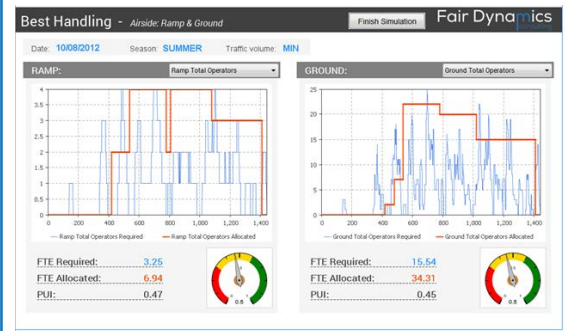 Best Handling - Airside: Ramp & Ground
Finish Simulation
Fair Dynamics
Date: 10/08/2012 Season: SUMMER Traffic volume: MIN
RAMP: Ramp Total Operators
4
3.5
3
2.5
2
1.5
1
0.5
0
0 200 400 600 800 1,000 1,200 1,400
Ramp Total Operators Required Ramp Total Operators Allocated
FTE Required: 3.25
FTE Allocated: 6.94
PUI: 0.47
0.5
GROUND: Ground Total Operators
25
20
15
10
5
0
0 200 400 600 800 1,000 1,200 1,400
Ground Total Operators Required Ground Total Operators Allocated
FTE Required: 15.54
FTE Allocated: 34.31
PUI: 0.45
0.5